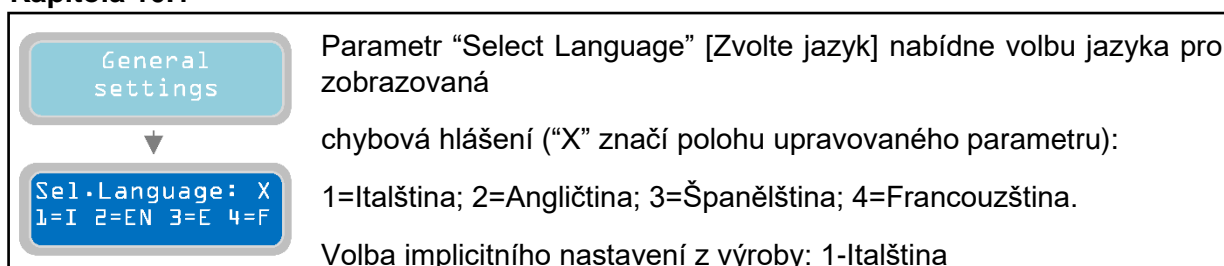 General
settings
Sel.Language: X
1=I 2=EN 3=E 4=F
Parametr “Select Language” [Zvolte jazyk] nabídne volbu jazyka pro
zobrazovaná
chybová hlášení (“X” značí polohu upravovaného parametru):
1=Italština; 2=Angličtina; 3=Španělština; 4=Francouzština.
Volba implicitního nastavení z výroby: 1-Italština